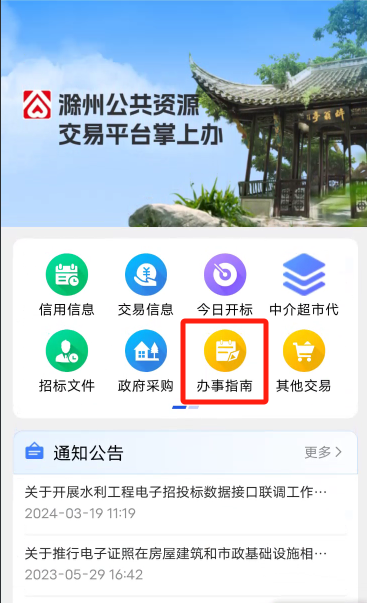 滁州公共资源
交易平台掌上办
信用信息
交易信息
今日开标
中介超市代
招标文件
政府采购
办事指南
其他交易
通知公告
更多
关于开展水利工程电子招投标数据接口联调工作…
2024-03-19 11:19
关于推行电子证照在房屋建筑和市政基础设施相…
2023-05-29 16:42